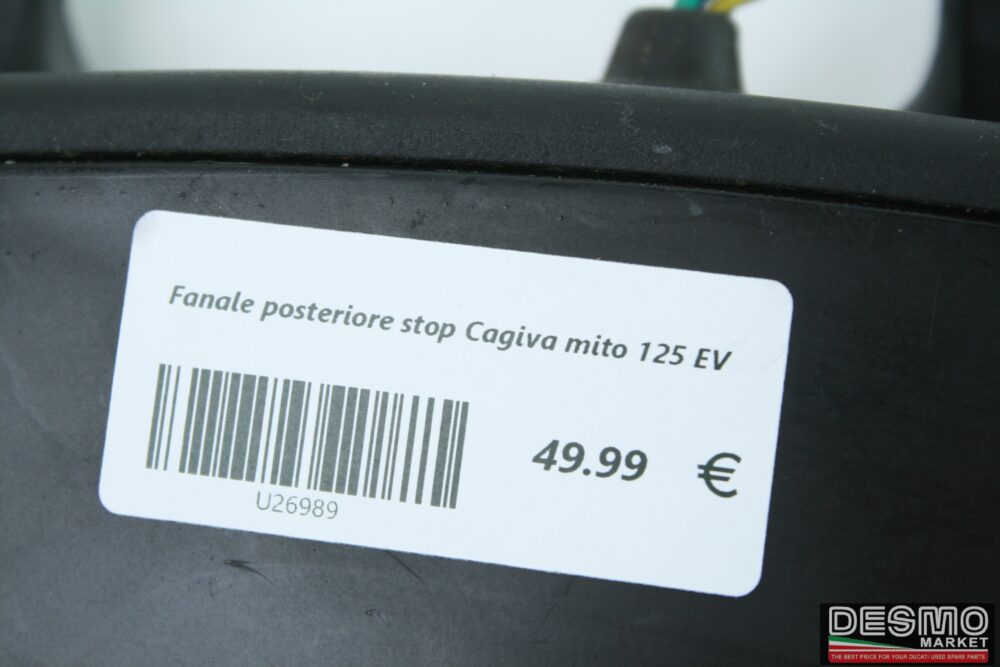 Fanale posteriore stop Cagiva mito 125 EV
49.99 €
U26989
DESMO
MARKET
THE BEST PRICE FOR YOUR DUCATI USED SPARE PARTS